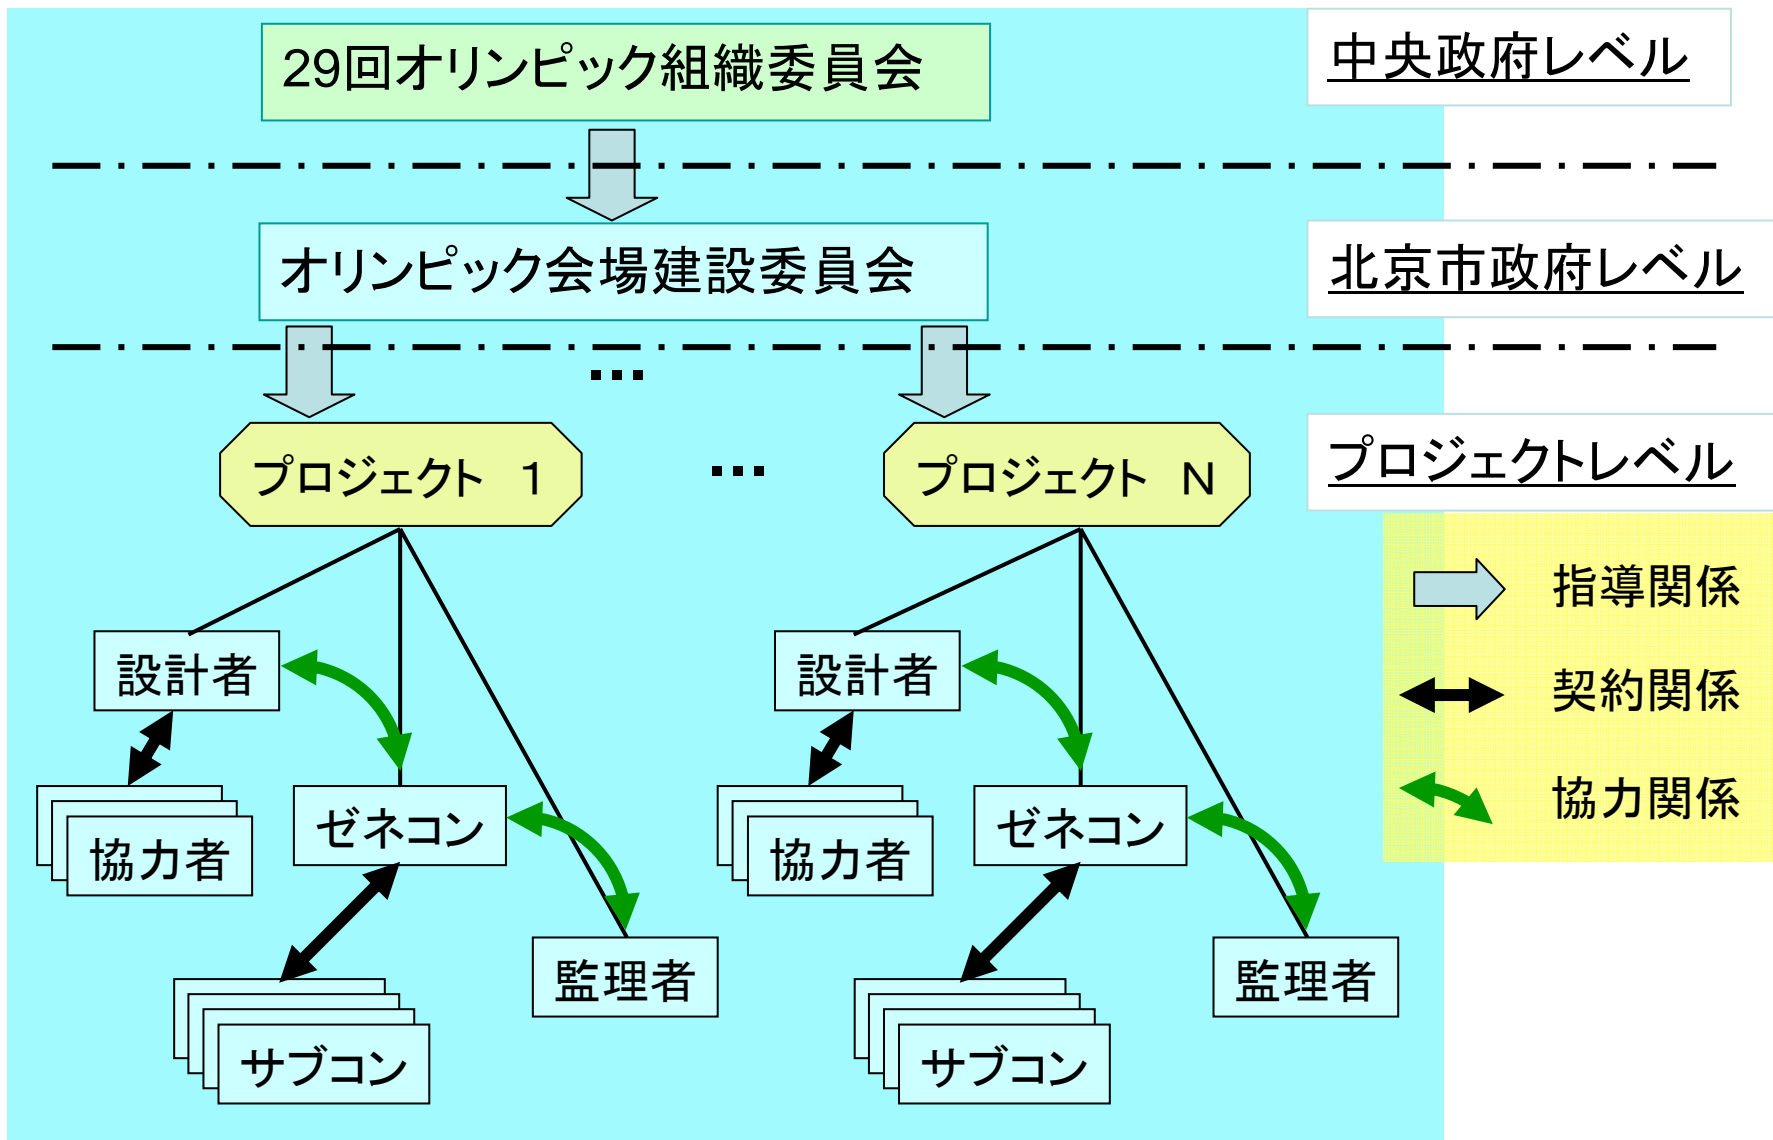 29回オリンピック組織委員会
中央政府レベル
オリンピック会場建設委員会
北京市政府レベル
…
プロジェクト　１
…
プロジェクト　Ｎ
プロジェクトレベル
指導関係
契約関係
協力関係
設計者
設計者
協力者
ゼネコン
協力者
ゼネコン
監理者
監理者
サブコン
サブコン